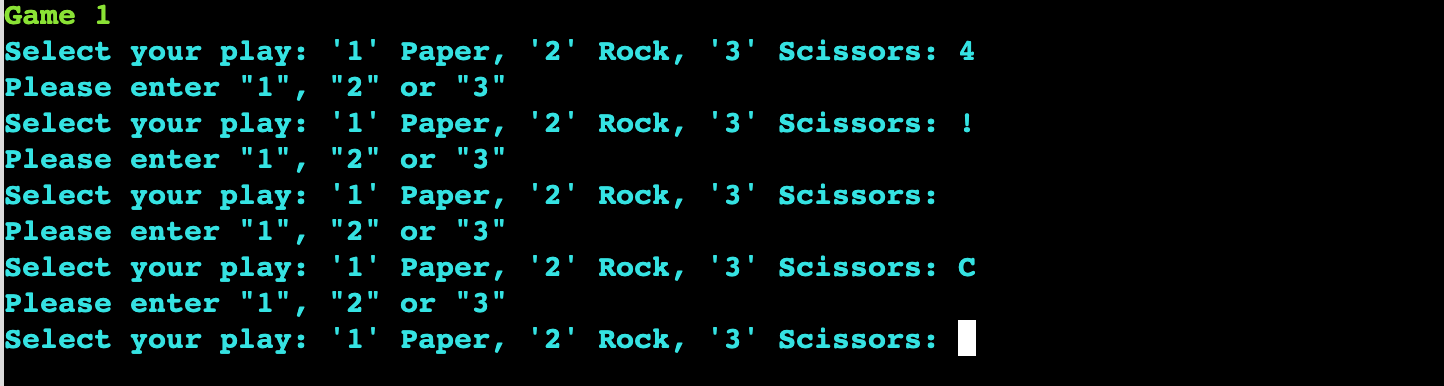 Game 1
Select your play: '1' Paper, '2' Rock, '3' Scissors: 4
Please enter "1", "2" or "3"
Select your play: '1' Paper, '2' Rock, '3' Scissors: !
Please enter "1", "2" or "3"
Select your play: '1' Paper, '2' Rock, '3' Scissors:
Please enter "1", "2" or "3"
Select your play: '1' Paper, '2' Rock, '3' Scissors: C
Please enter "1", "2" or "3"
Select your play: '1' Paper, '2' Rock, '3' Scissors: